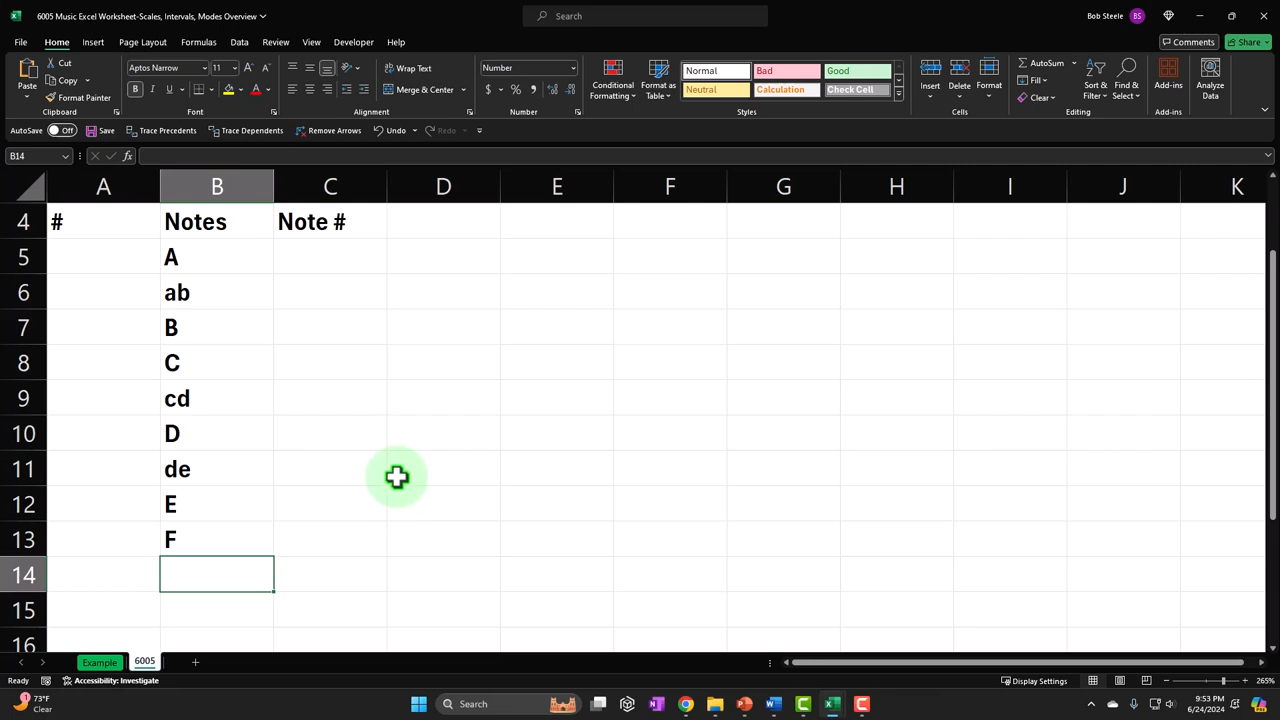 6005 Music Excel Worksheet-Scales, Intervals, Modes Overview
Search
Bob Steele BS
File Home Insert Page Layout Formulas Data Review View Developer Help
Comments Share
Paste
Cut
Copy
Format Painter
Clipboard
Aptos Narrow 11 A A
B I U
Font
Wrap Text
Merge & Center
Alignment
Number
$ % 9
Number
Conditional Formatting
Format as Table
Normal Bad Good
Neutral Calculation Check Cell
Styles
Insert Delete Format
Cells
AutoSum
Fill
Clear
Sort & Filter
Find & Select
Editing
Add-ins
Add-ins
Analyze Data
AutoSave Off Save Trace Precedents Trace Dependents Remove Arrows Undo Redo
B14 fx
A B C D E F G H I J K
4 # Notes Note #
5 A
6 ab
7 B
8 C
9 cd
10 D
11 de
12 E
13 F
14
15
16
Example 6005
Ready Accessibility: Investigate Display Settings 265%
1
73°F
Clear
Search
9:53 PM
6/24/2024